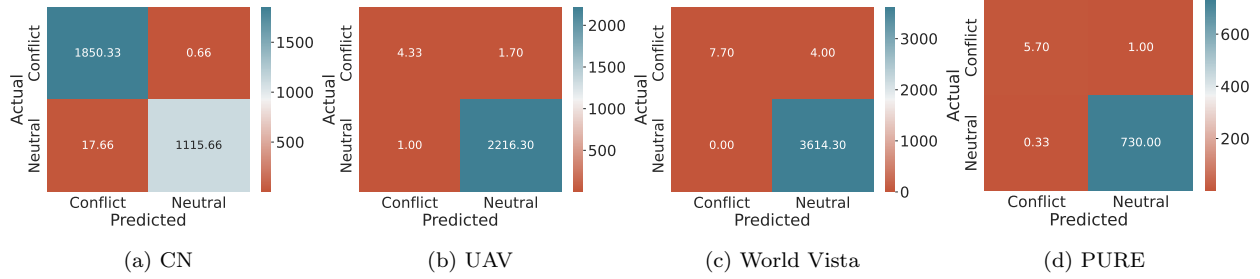 Actual
Conflict
Neutral
1850.33
0.66
17.66
1115.66
Conflict
Neutral
Predicted
1500
1000
500
(a) CN
Actual
Conflict
Neutral
4.33
1.70
1.00
2216.30
Conflict
Neutral
Predicted
2000
1500
1000
500
(b) UAV
Actual
Conflict
Neutral
7.70
4.00
0.00
3614.30
Conflict
Neutral
Predicted
3000
2000
1000
0
(c) World Vista
Actual
Conflict
Neutral
5.70
1.00
0.33
730.00
Conflict
Neutral
Predicted
600
400
200
(d) PURE